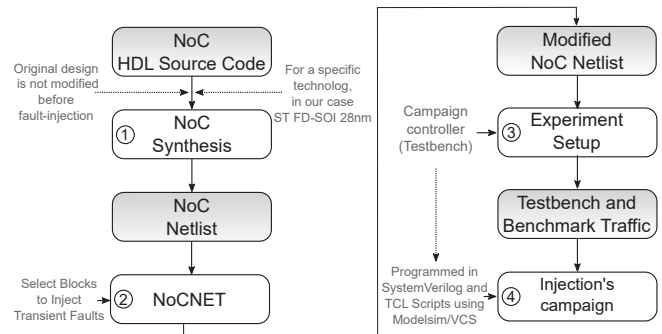 NoC
HDL Source Code
Original design
is not modified
before
fault-injection
For a specific
technolog,
in our case
ST FD-SOI 28nm
1
NoC
Synthesis
NoC
Netlist
Select Blocks
to Inject
Transient Faults
2
NoCNET
Modified
NoC Netlist
Campaign
controller
(Testbench)
3
Experiment
Setup
Testbench and
Benchmark Traffic
Programmed in
SystemVerilog and
TCL Scripts using
Modelsim/VCS
4
Injection's
campaign